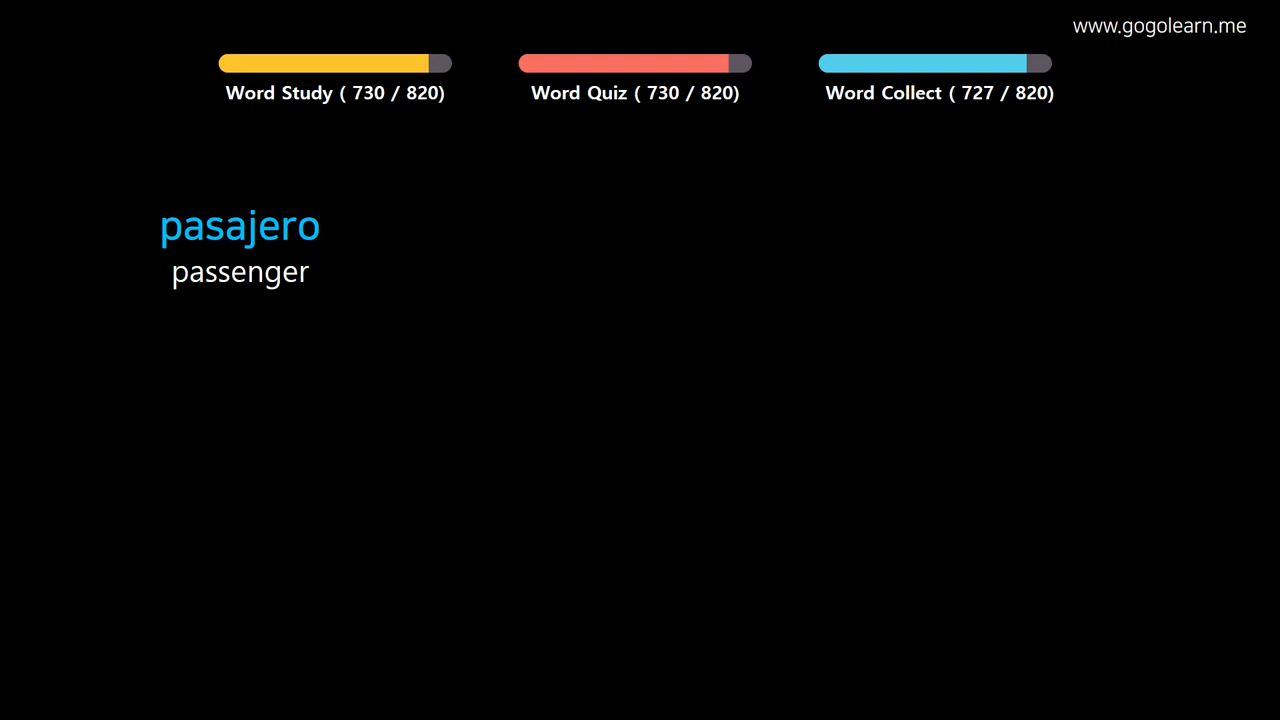 www.gogolearn.me
Word Study ( 730 / 820)
Word Quiz ( 730 / 820)
Word Collect ( 727 / 820)
pasajero
passenger